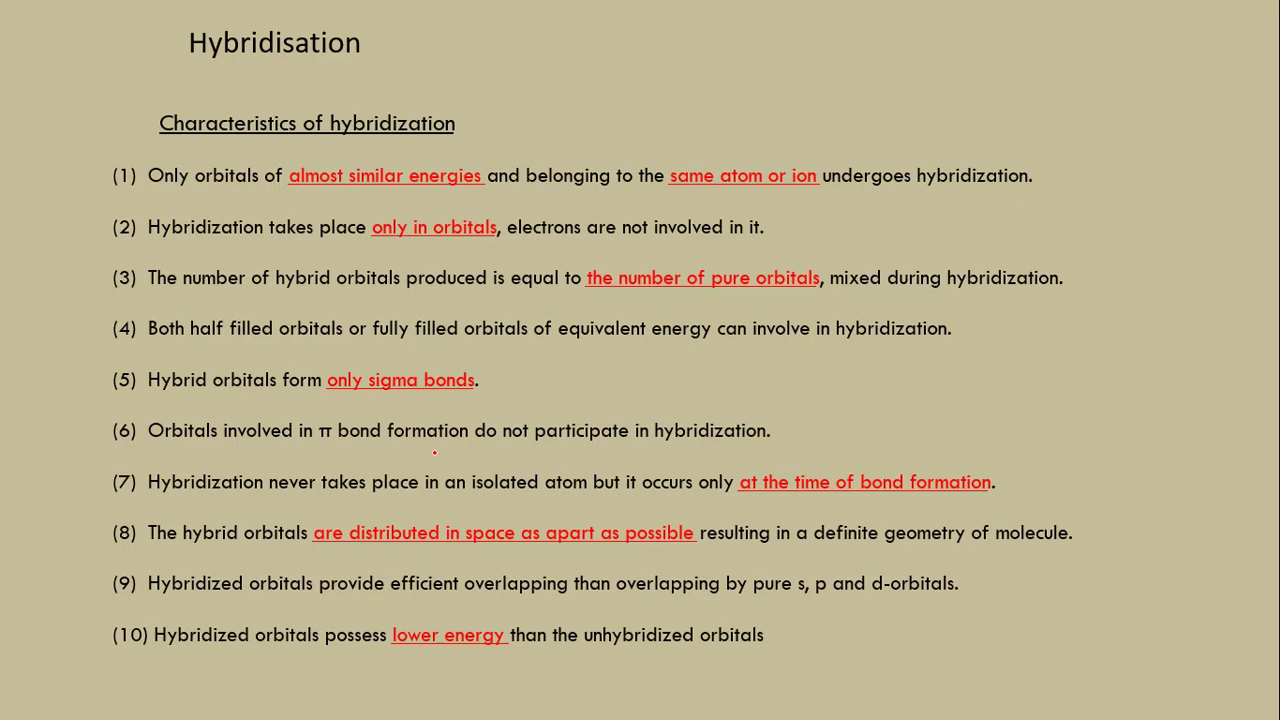 Hybridisation
Characteristics of hybridization
(1) Only orbitals of almost similar energies and belonging to the same atom or ion undergoes hybridization.
(2) Hybridization takes place only in orbitals, electrons are not involved in it.
(3) The number of hybrid orbitals produced is equal to the number of pure orbitals, mixed during hybridization.
(4) Both half filled orbitals or fully filled orbitals of equivalent energy can involve in hybridization.
(5) Hybrid orbitals form only sigma bonds.
(6) Orbitals involved in π bond formation do not participate in hybridization.
(7) Hybridization never takes place in an isolated atom but it occurs only at the time of bond formation.
(8) The hybrid orbitals are distributed in space as apart as possible resulting in a definite geometry of molecule.
(9) Hybridized orbitals provide efficient overlapping than overlapping by pure s, p and d-orbitals.
(10) Hybridized orbitals possess lower energy than the unhybridized orbitals